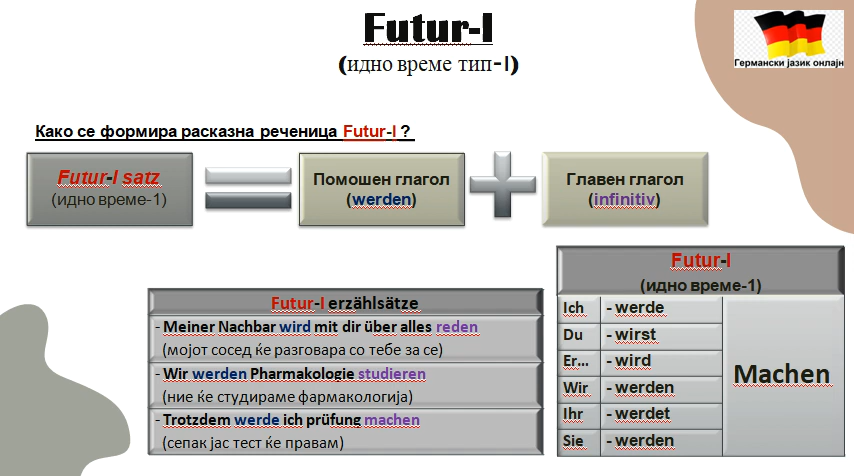 Futur-I
(идно време тип-I)
Германски јазик онлајн
Како се формира расказна реченица Futur-I ?
Futur-I satz
(идно време-1)
Помошен глагол
(werden)
Главен глагол
(infinitiv)
Futur-I erzählsätze
- Meiner Nachbar wird mit dir über alles reden
(мојот сосед ќе разговара со тебе за се)
- Wir werden Pharmakologie studieren
(ние ќе студираме фармакологија)
- Trotzdem werde ich prüfung machen
(сепак јас тест ќе правам)
Futur-I
(идно време-1)
Ich - werde
Du - wirst
Er... - wird
Wir - werden
Ihr - werdet
Sie - werden
Machen